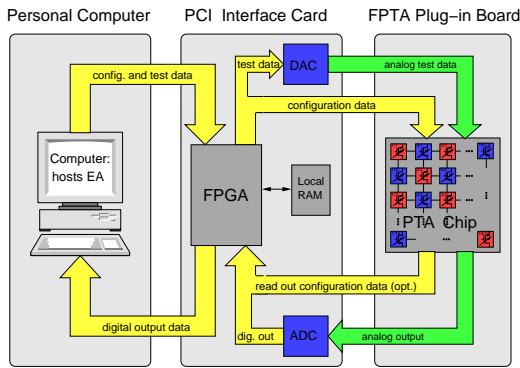 Personal Computer
PCI Interface Card
FPTA Plug-in Board
test data
DAC
analog test data
config. and test data
configuration data
Computer:
hosts EA
FPGA
Local
RAM
PTA Chip
read out configuration data (opt.)
digital output data
dig. out
ADC
analog output